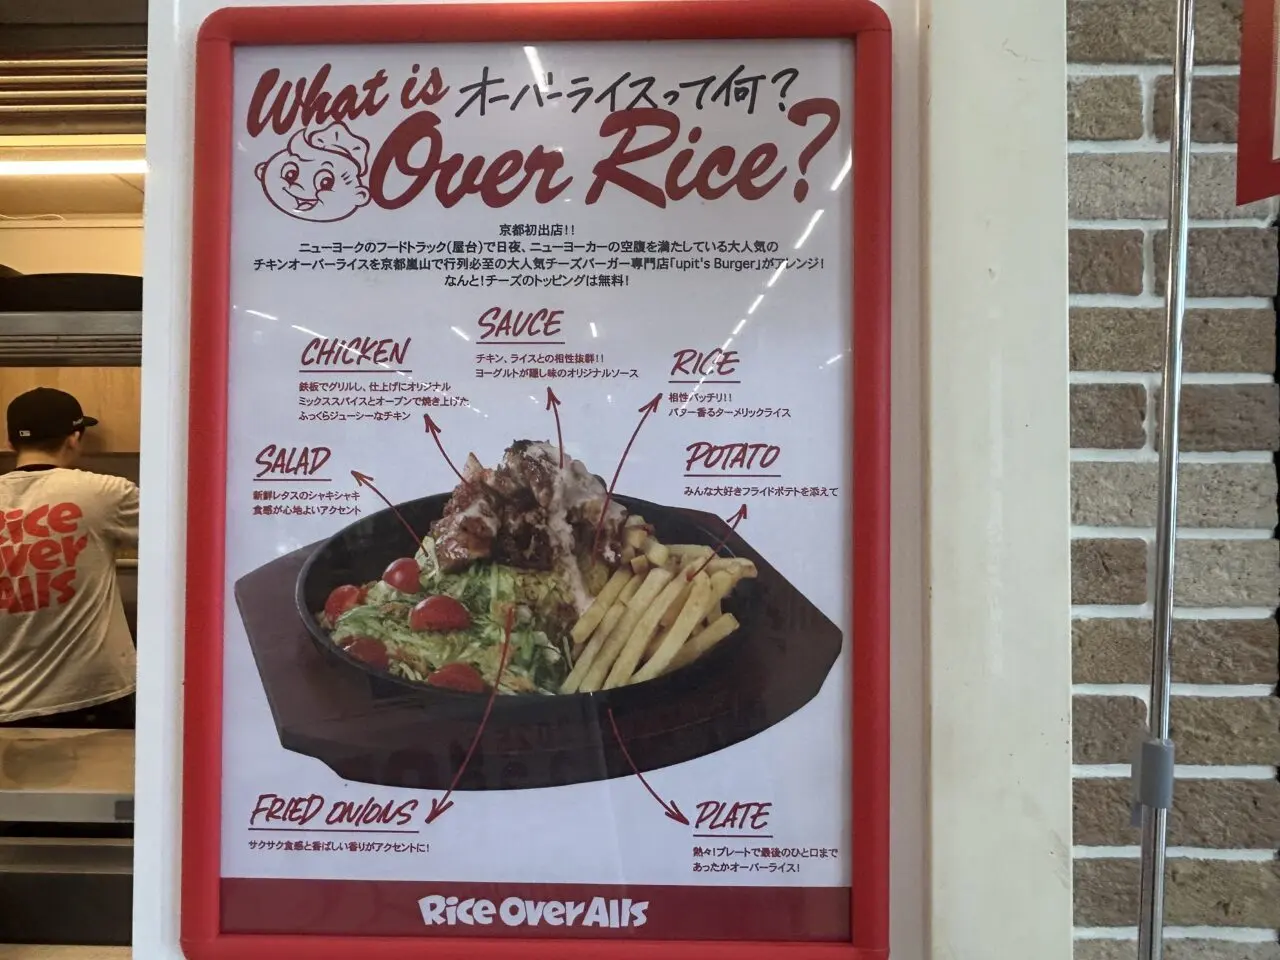 What is オーバーライスって何?
Over Rice?
京都初出店!!
ニューヨークのフードトラック(屋台)で日夜、ニューヨーカーの空腹を満たしている大人気の
チキンオーバーライスを京都嵐山で行列必至の大人気チーズバーガー専門店「upit's Burger」がアレンジ!
なんと!チーズのトッピングは無料!
SAUCE
チキン、ライスとの相性抜群!!
ヨーグルトが隠し味のオリジナルソース
CHICKEN
鉄板でグリルし、仕上げにオリジナル
ミックススパイスとオーブンで焼き上げた
ふっくらジューシーなチキン
RICE
相性バッチリ!!
バター香るターメリックライス
SALAD
新鮮レタスのシャキシャキ
食感が心地よいアクセント
POTATO
みんな大好きフライドポテトを添えて
FRIED ONIONS
サクサク食感と香ばしい香りがアクセントに!
PLATE
熱々!プレートで最後のひと口まで
あったかオーバーライス!
Rice Over Alls
Rice
Over
Alls